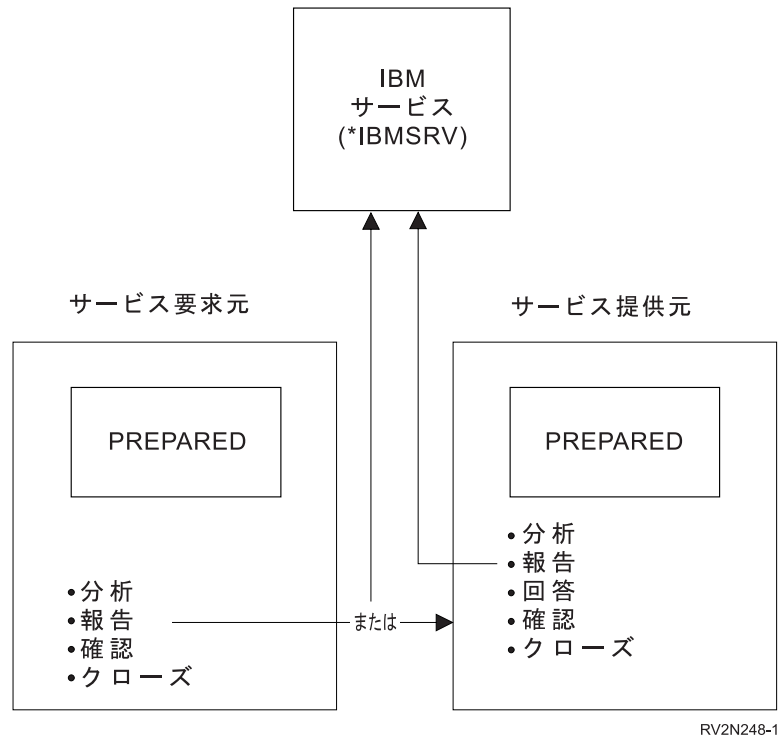 IBM
サービス
(*IBMSRV)
サービス要求元
サービス提供元
PREPARED
PREPARED
•分析
•報告
•確認
•クローズ
または
•分析
•報告
•回答
•確認
•クローズ
RV2N248-1